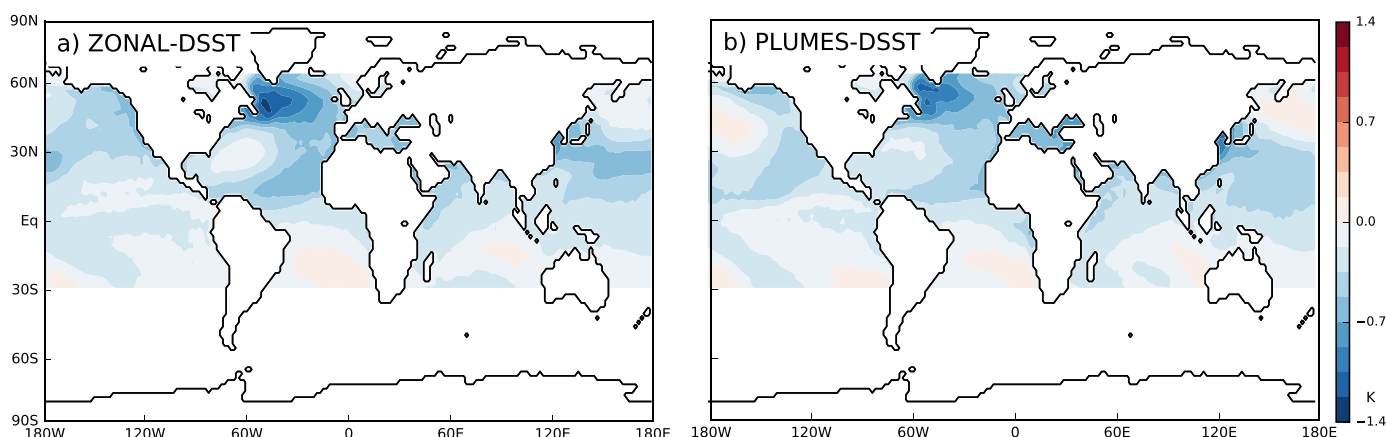 a) ZONAL-DSST
b) PLUMES-DSST
90N
60N
30N
Eq
30S
60S
90S
180W 120W 60W 0 60E 120E 180E
180W 120W 60W 0 60E 120E 180E
1.4
0.7
0.0
−0.7
K
−1.4